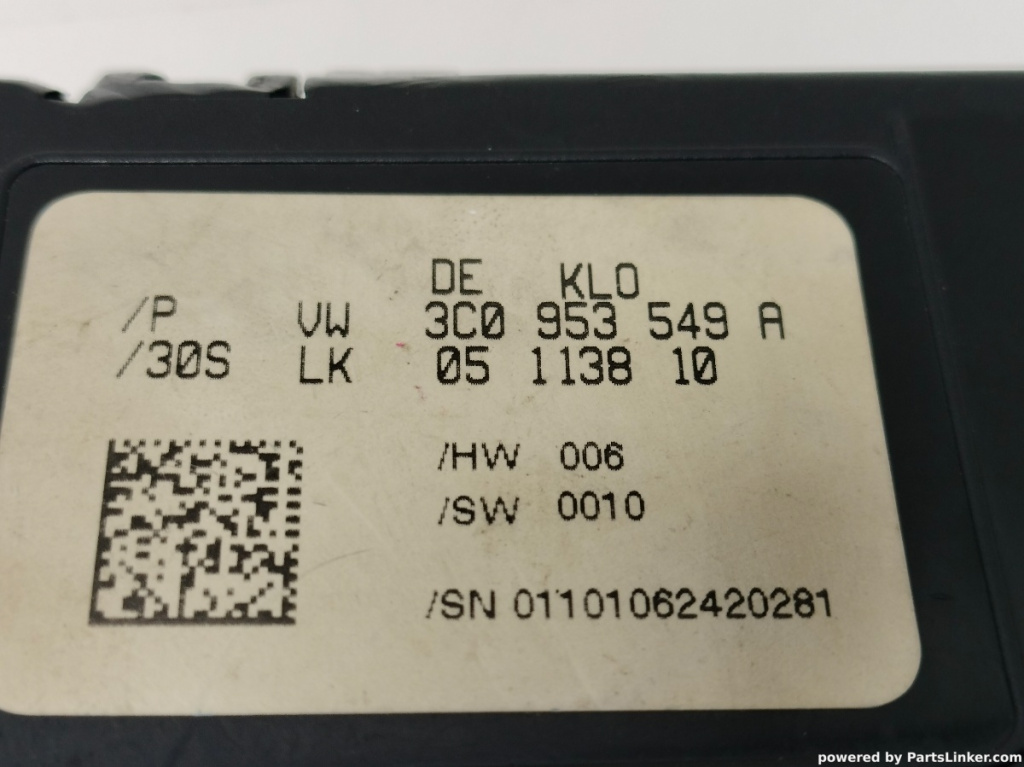 DE KLO
/P VW 3C0 953 549 A
/30S LK 05 1138 10
/HW 006
/SW 0010
/SN 01101062420281
powered by PartsLinker.com